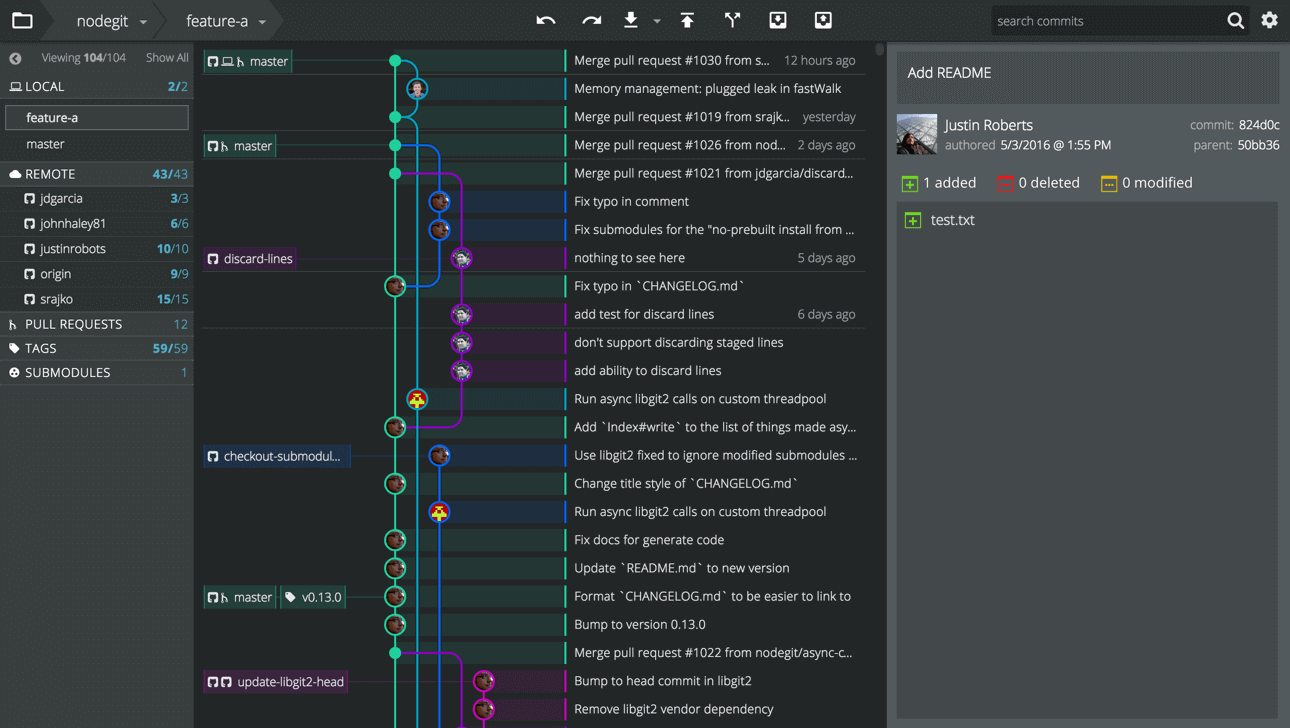 nodegit
feature-a
search commits
Viewing 104/104 Show All
LOCAL 2/2
feature-a
master
REMOTE 43/43
jdgarcia 3/3
johnhaley81 6/6
justinrobots 10/10
origin 9/9
srajko 15/15
PULL REQUESTS 12
TAGS 59/59
SUBMODULES 1
master Merge pull request #1030 from s... 12 hours ago
Memory management: plugged leak in fastWalk
Merge pull request #1019 from srajk... yesterday
master Merge pull request #1026 from nod... 2 days ago
Merge pull request #1021 from jdgarcia/discard...
Fix typo in comment
Fix submodules for the "no-prebuilt install from ...
discard-lines nothing to see here 5 days ago
Fix typo in `CHANGELOG.md`
add test for discard lines 6 days ago
don't support discarding staged lines
add ability to discard lines
Run async libgit2 calls on custom threadpool
Add `Index#write` to the list of things made asy...
checkout-submodul... Use libgit2 fixed to ignore modified submodules ...
Change title style of `CHANGELOG.md`
Run async libgit2 calls on custom threadpool
Fix docs for generate code
Update `README.md` to new version
master v0.13.0 Format `CHANGELOG.md` to be easier to link to
Bump to version 0.13.0
Merge pull request #1022 from nodegit/async-c...
update-libgit2-head Bump to head commit in libgit2
Remove libgit2 vendor dependency
Add README
Justin Roberts commit: 824d0c
authored 5/3/2016 @ 1:55 PM parent: 50bb36
1 added 0 deleted 0 modified
test.txt